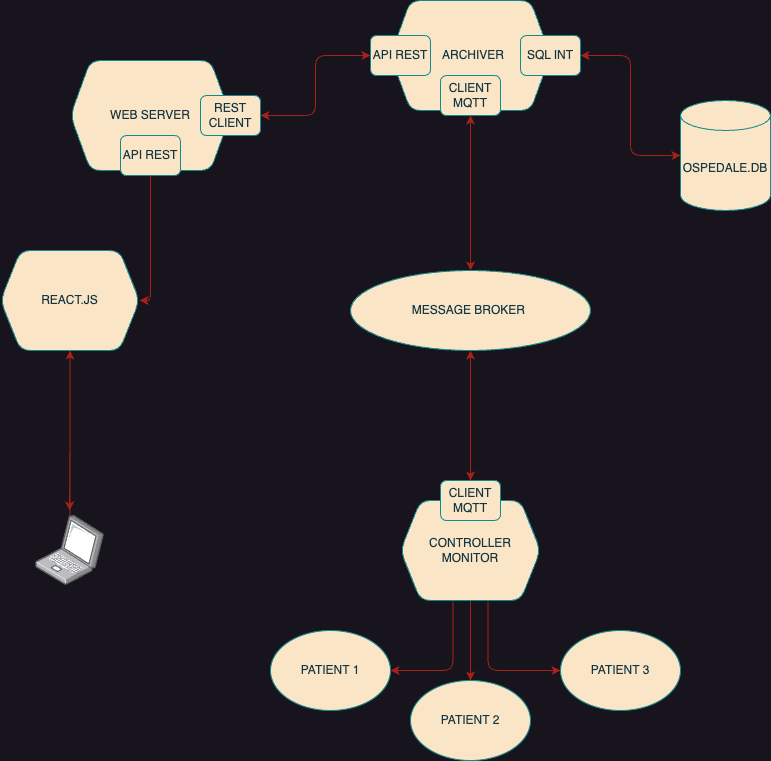 API REST
ARCHIVER
SQL INT
CLIENT
MQTT
WEB SERVER
REST
CLIENT
API REST
OSPEDALE.DB
REACT.JS
MESSAGE BROKER
CLIENT
MQTT
CONTROLLER
MONITOR
PATIENT 1
PATIENT 2
PATIENT 3